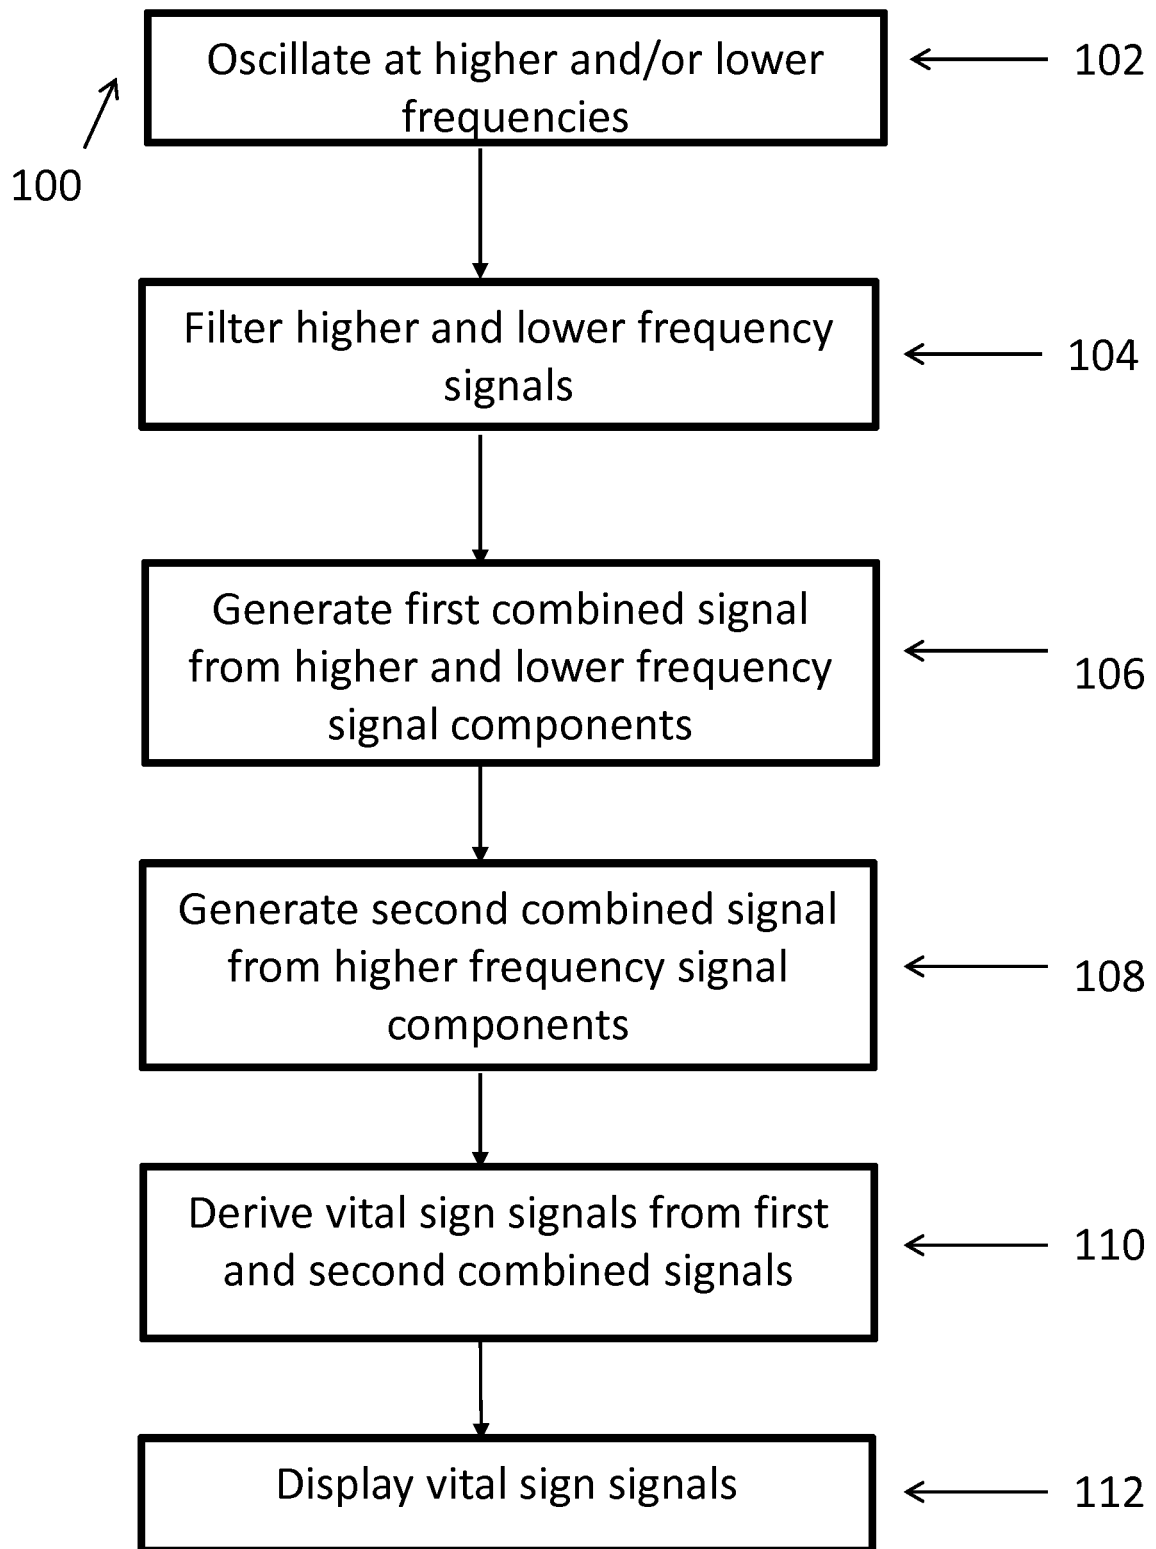 Oscillate at higher and/or lower
frequencies
102
100
Filter higher and lower frequency
signals
104
Generate first combined signal
from higher and lower frequency
signal components
106
Generate second combined signal
from higher frequency signal
components
108
Derive vital sign signals from first
and second combined signals
110
Display vital sign signals
112